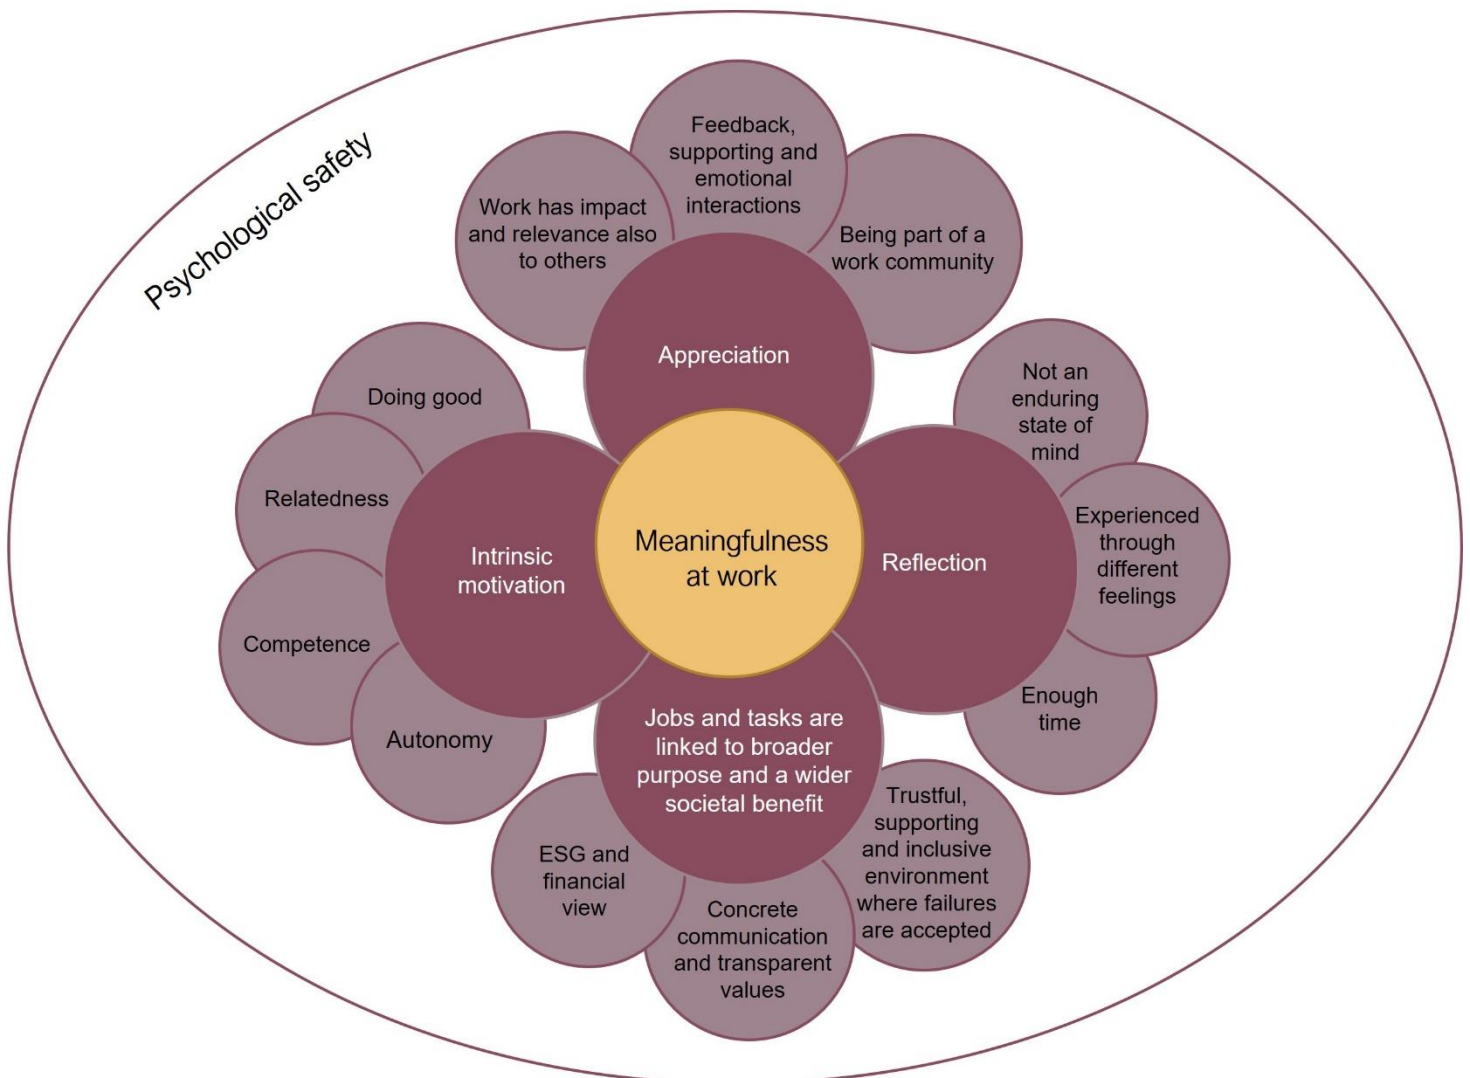 Psychological safety
Feedback,
supporting and
emotional
interactions
Work has impact
and relevance also
to others
Being part of a
work community
Appreciation
Doing good
Relatedness
Competence
Autonomy
Intrinsic
motivation
Meaningfulness
at work
Reflection
Not an
enduring
state of
mind
Experienced
through
different
feelings
Enough
time
Jobs and tasks are
linked to broader
purpose and a wider
societal benefit
ESG and
financial
view
Concrete
communication
and transparent
values
Trustful,
supporting
and inclusive
environment
where failures
are accepted